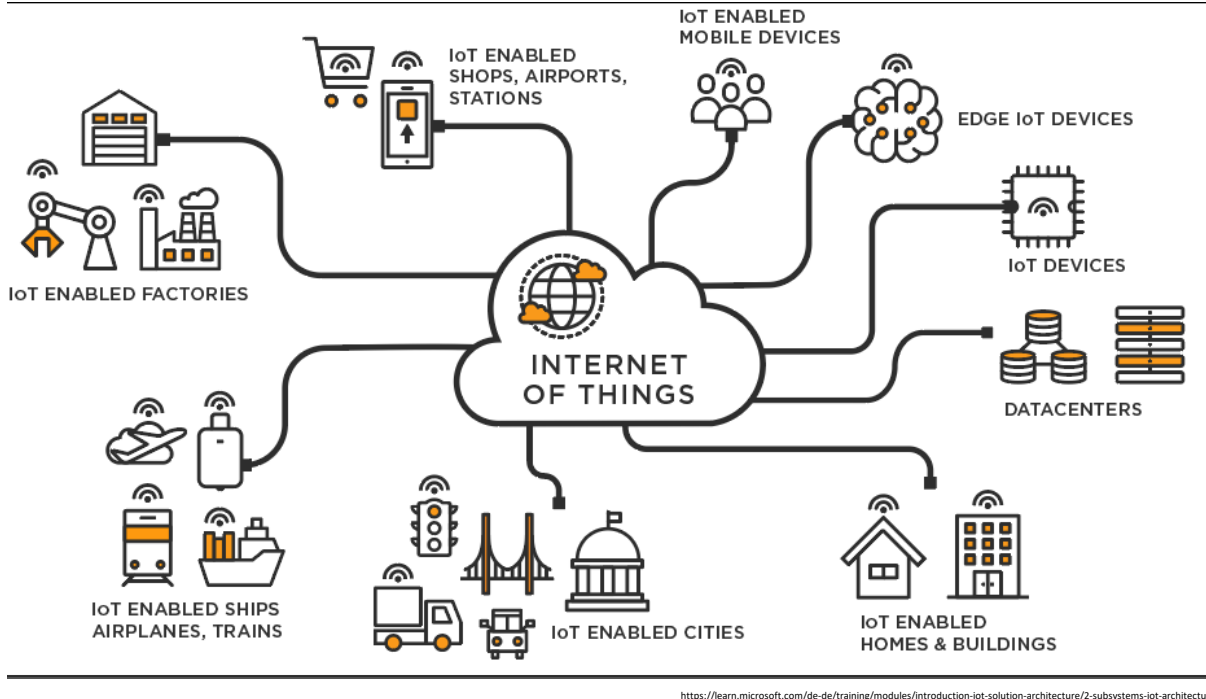 IoT ENABLED
MOBILE DEVICES
IoT ENABLED
SHOPS, AIRPORTS,
STATIONS
EDGE IoT DEVICES
IoT DEVICES
IoT ENABLED FACTORIES
INTERNET
OF THINGS
DATACENTERS
IoT ENABLED SHIPS
AIRPLANES, TRAINS
IoT ENABLED CITIES
IoT ENABLED
HOMES & BUILDINGS
https://learn.microsoft.com/de-de/training/modules/introduction-iot-solution-architecture/2-subsystems-iot-architectu